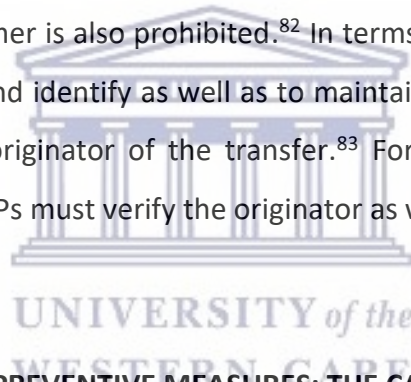 ner is also prohibited.82 In terms
nd identify as well as to maintai
originator of the transfer.83 For
Ps must verify the originator as w
UNIVERSITY of the
WESTERN CAPE
PREVENTIVE MEASURES: THE CA